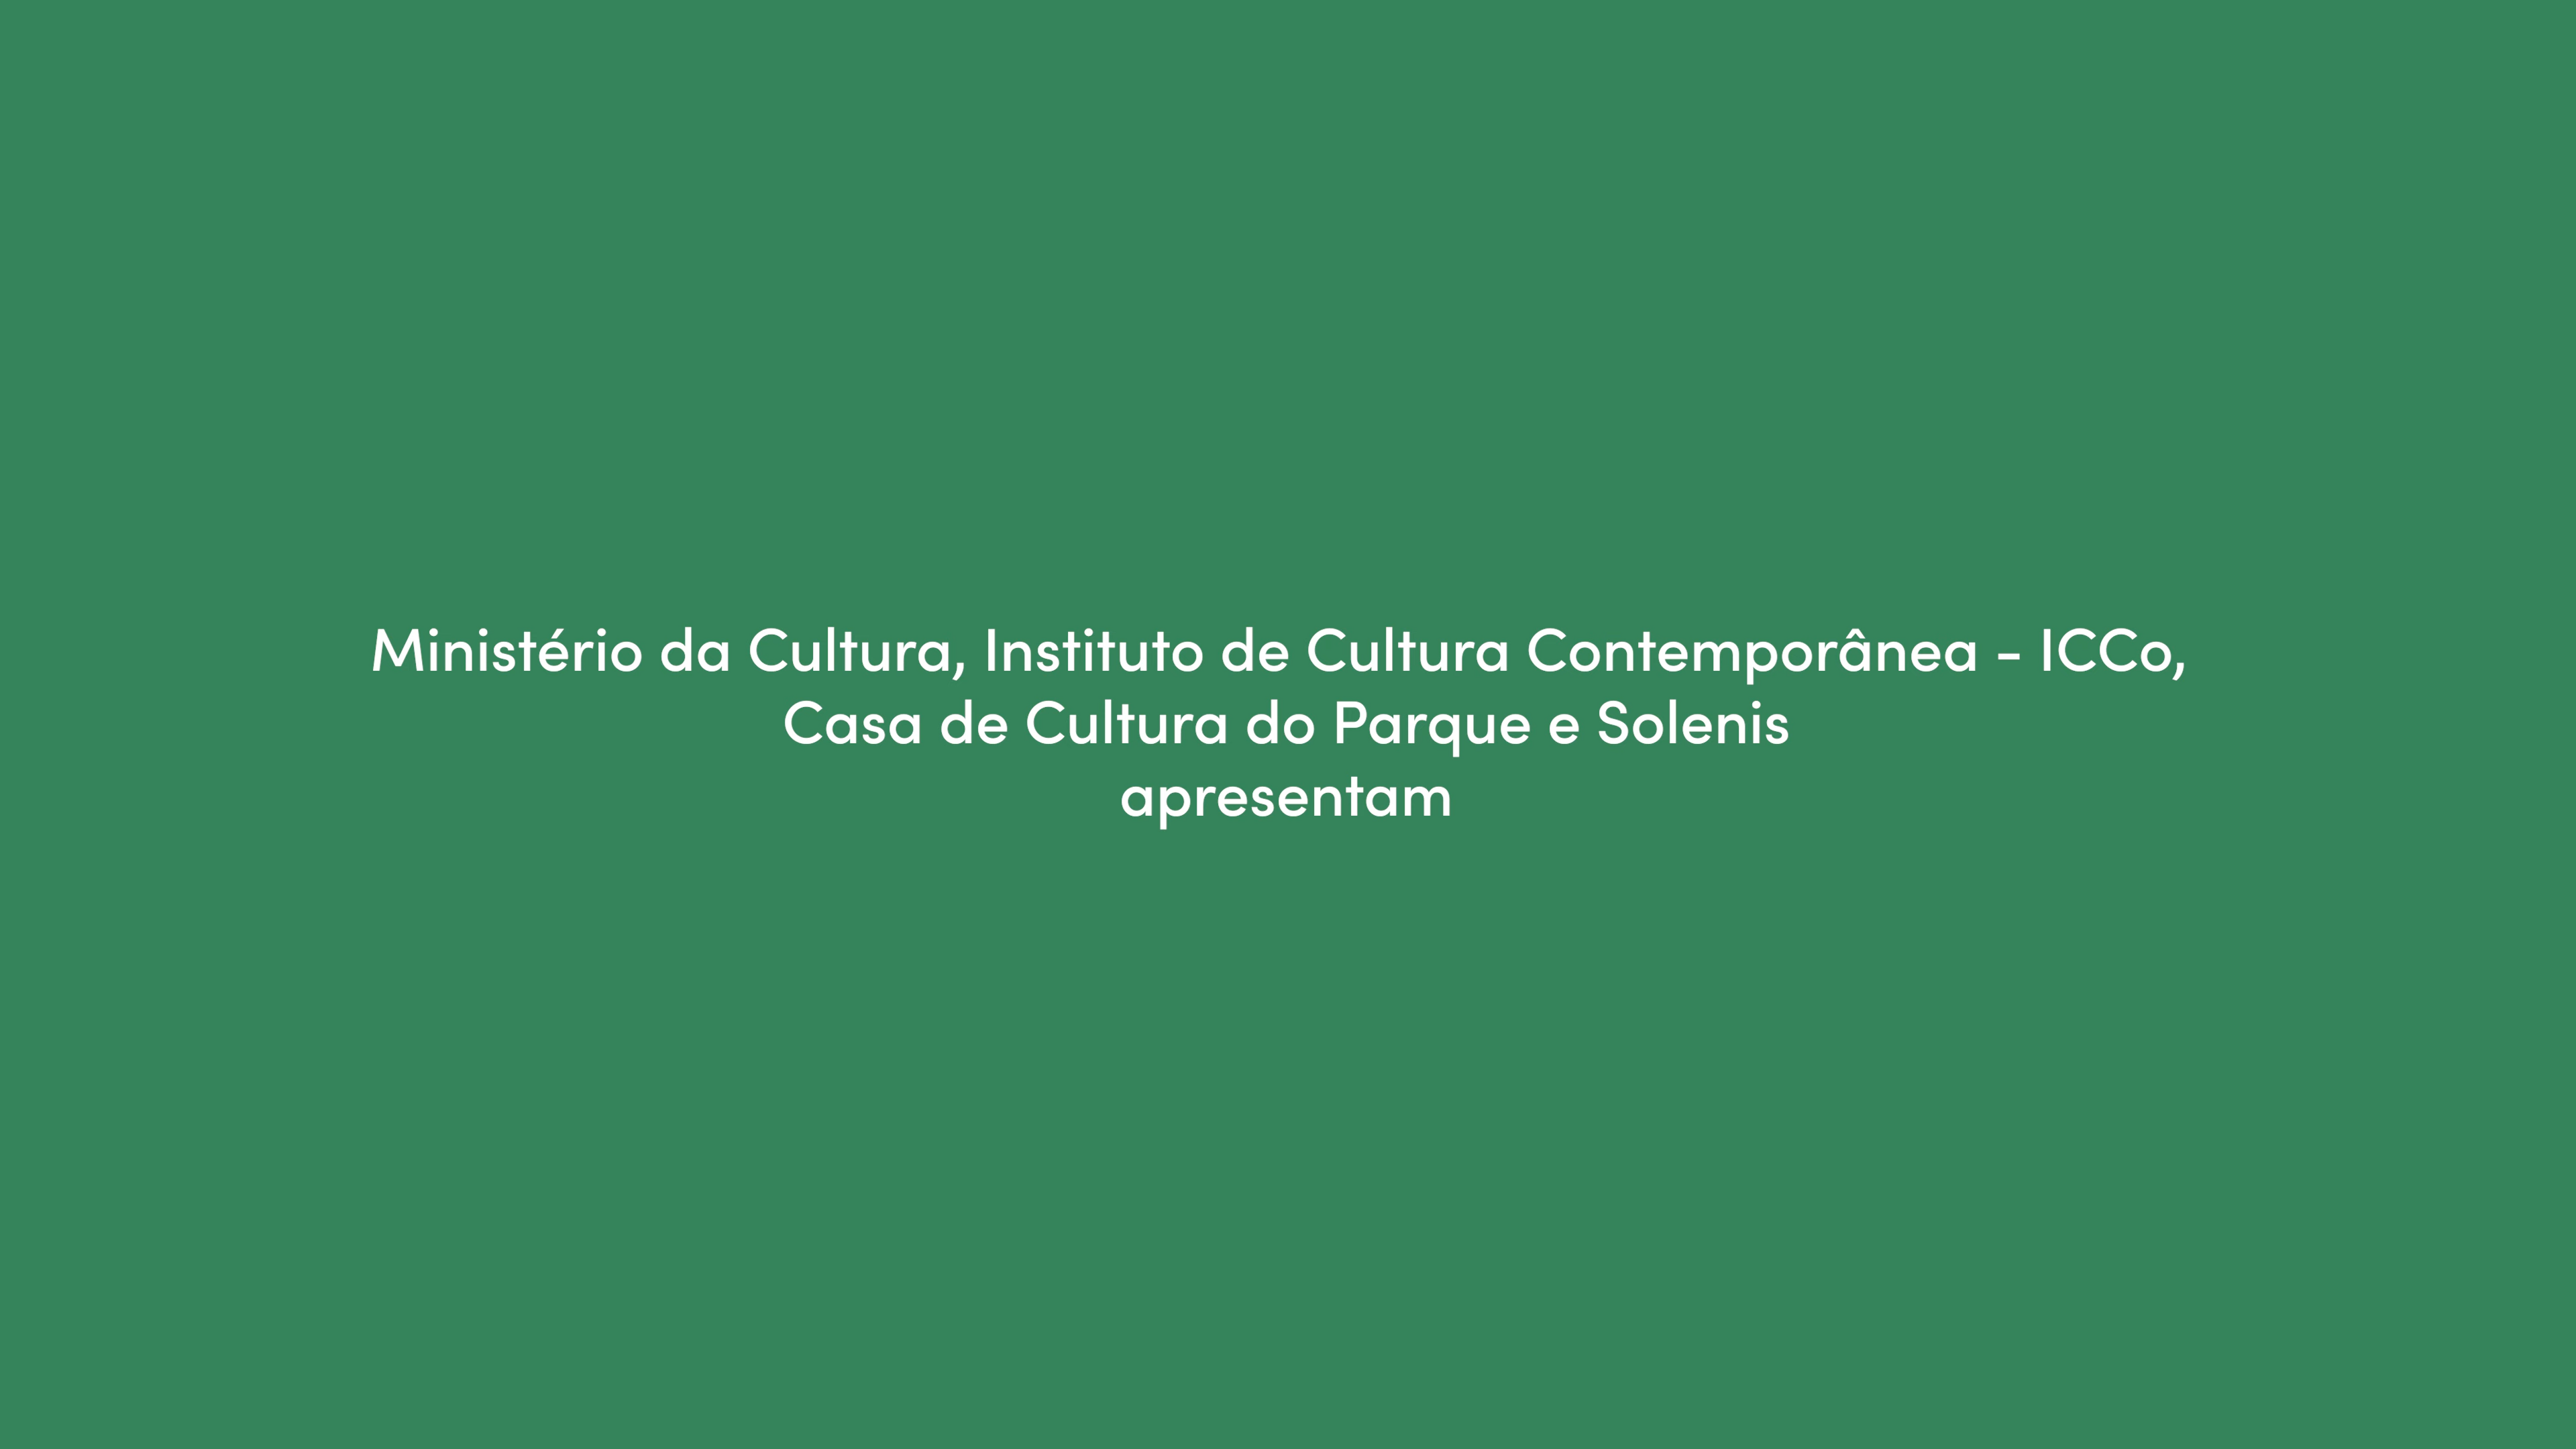 Ministério da Cultura, Instituto de Cultura Contemporânea - ICCo,
Casa de Cultura do Parque e Solenis
apresentam